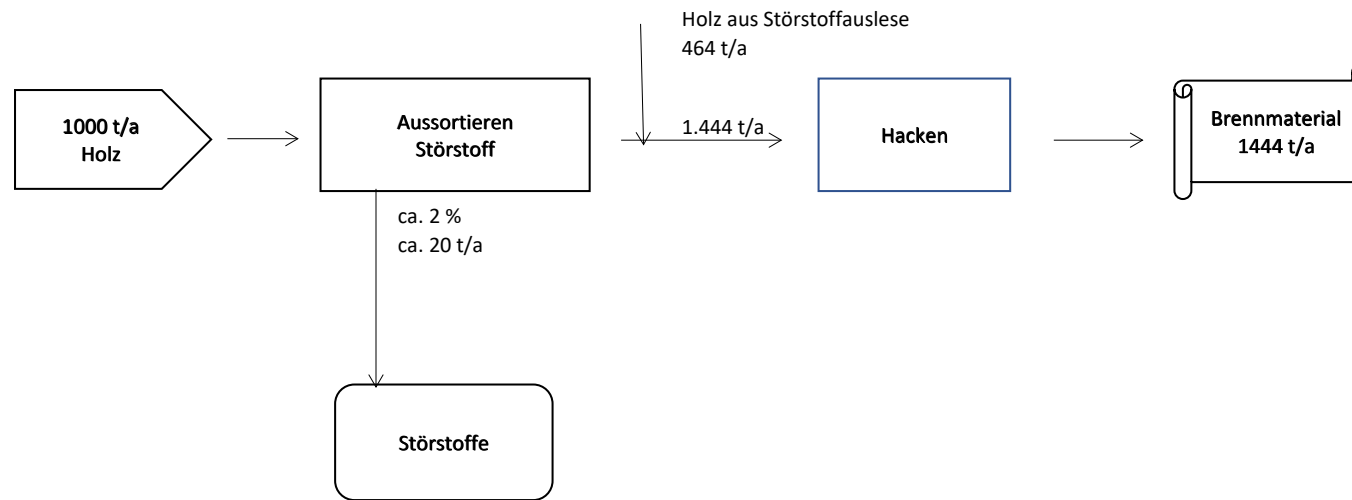 Holz aus Störstoffauslese
464 t/a
1000 t/a
Holz
Aussortieren
Störstoff
1.444 t/a
Hacken
Brennmaterial
1444 t/a
ca. 2 %
ca. 20 t/a
Störstoffe